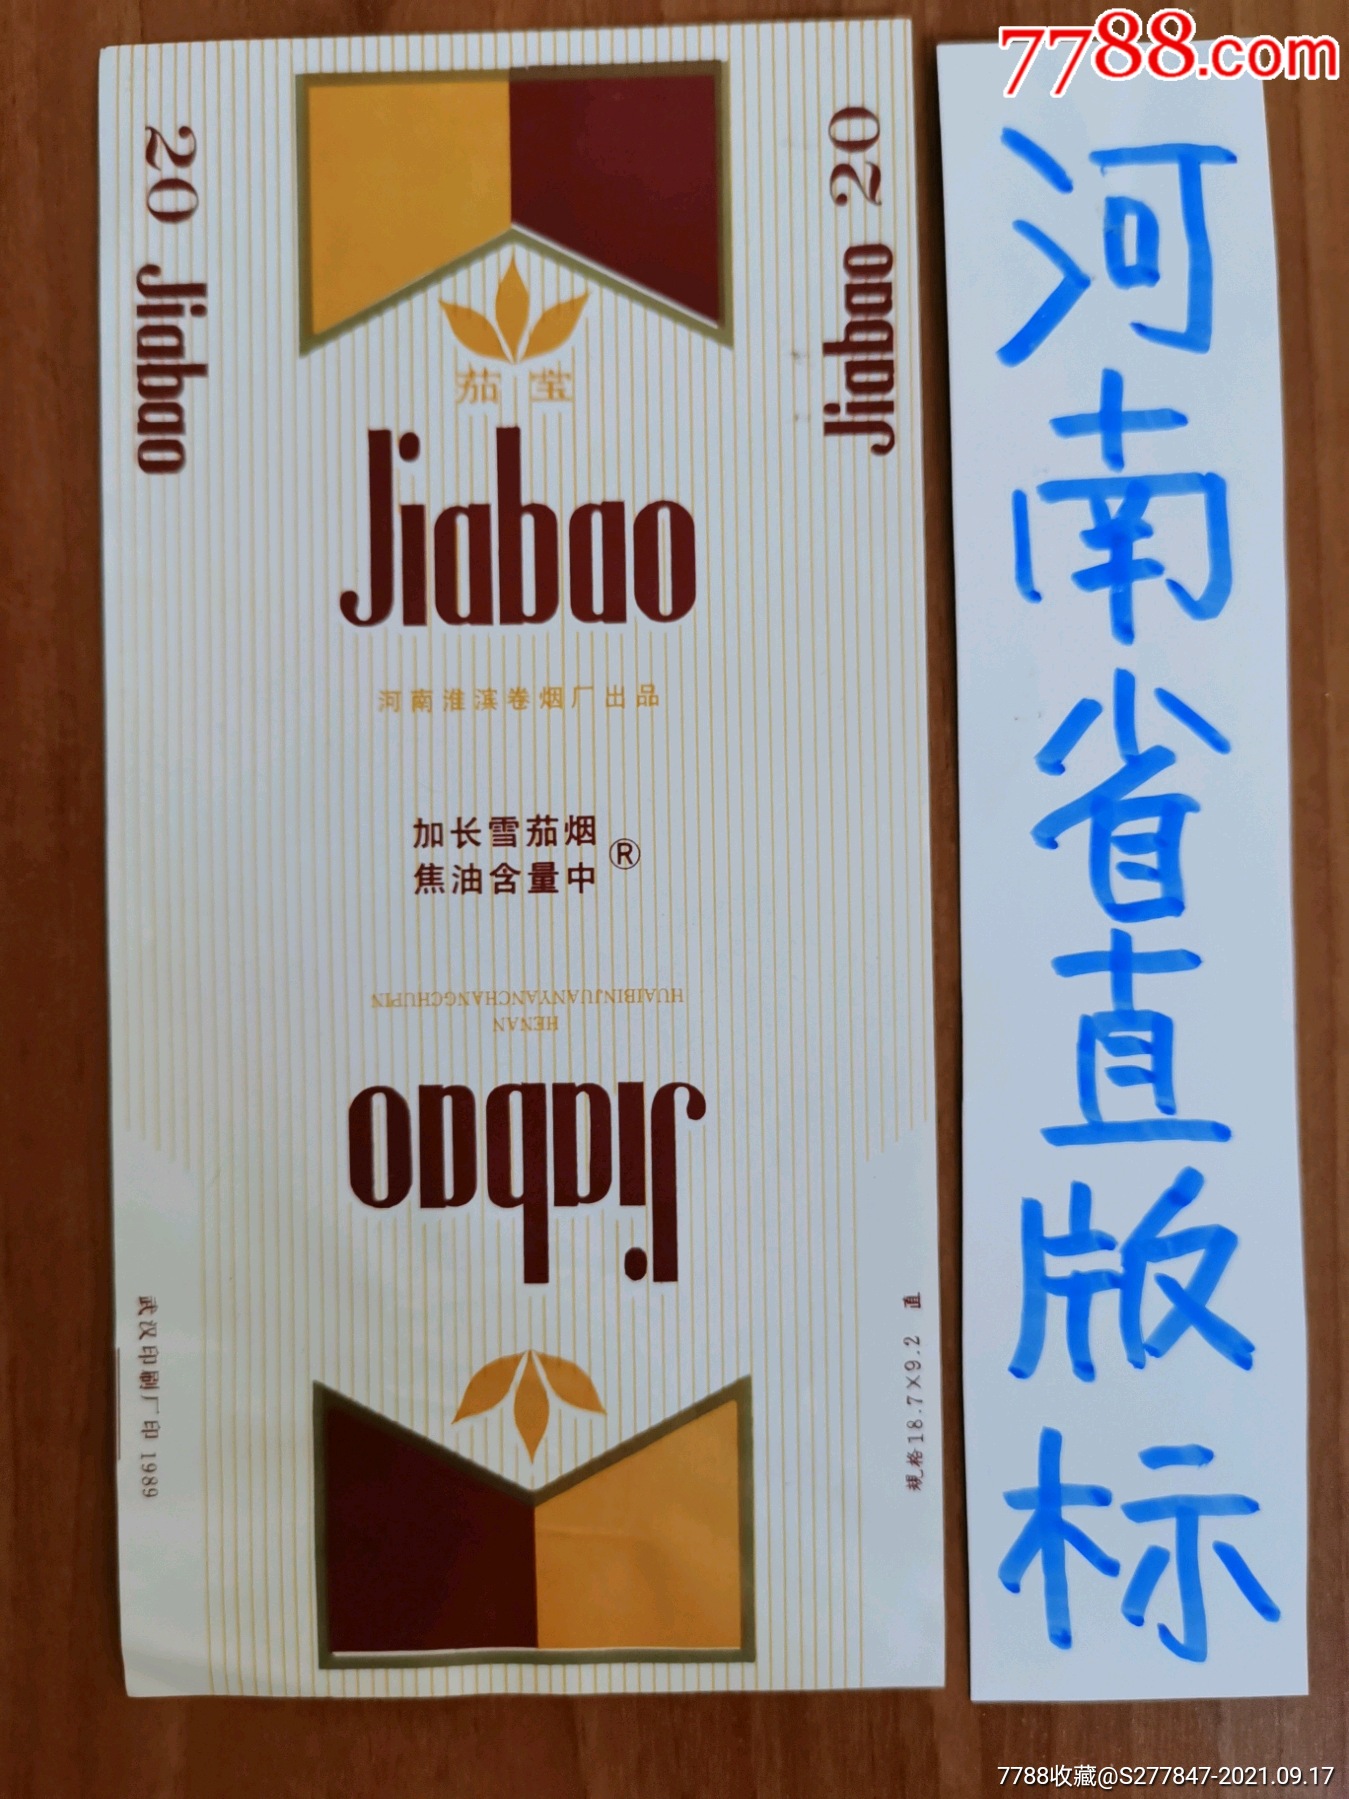 7788.com
20 Jiabao
Jiabao 20
茄莹
Jiabao
河南淮滨卷烟厂出品
加长雪茄烟
焦油含量中
®
HUAIBINJUANYANCHANGCHUPIN
HENAN
Jiabao
武汉印刷厂印 1989
规格18.7×9.2 直
河南省直版标
7788收藏@S277847-2021.09.17